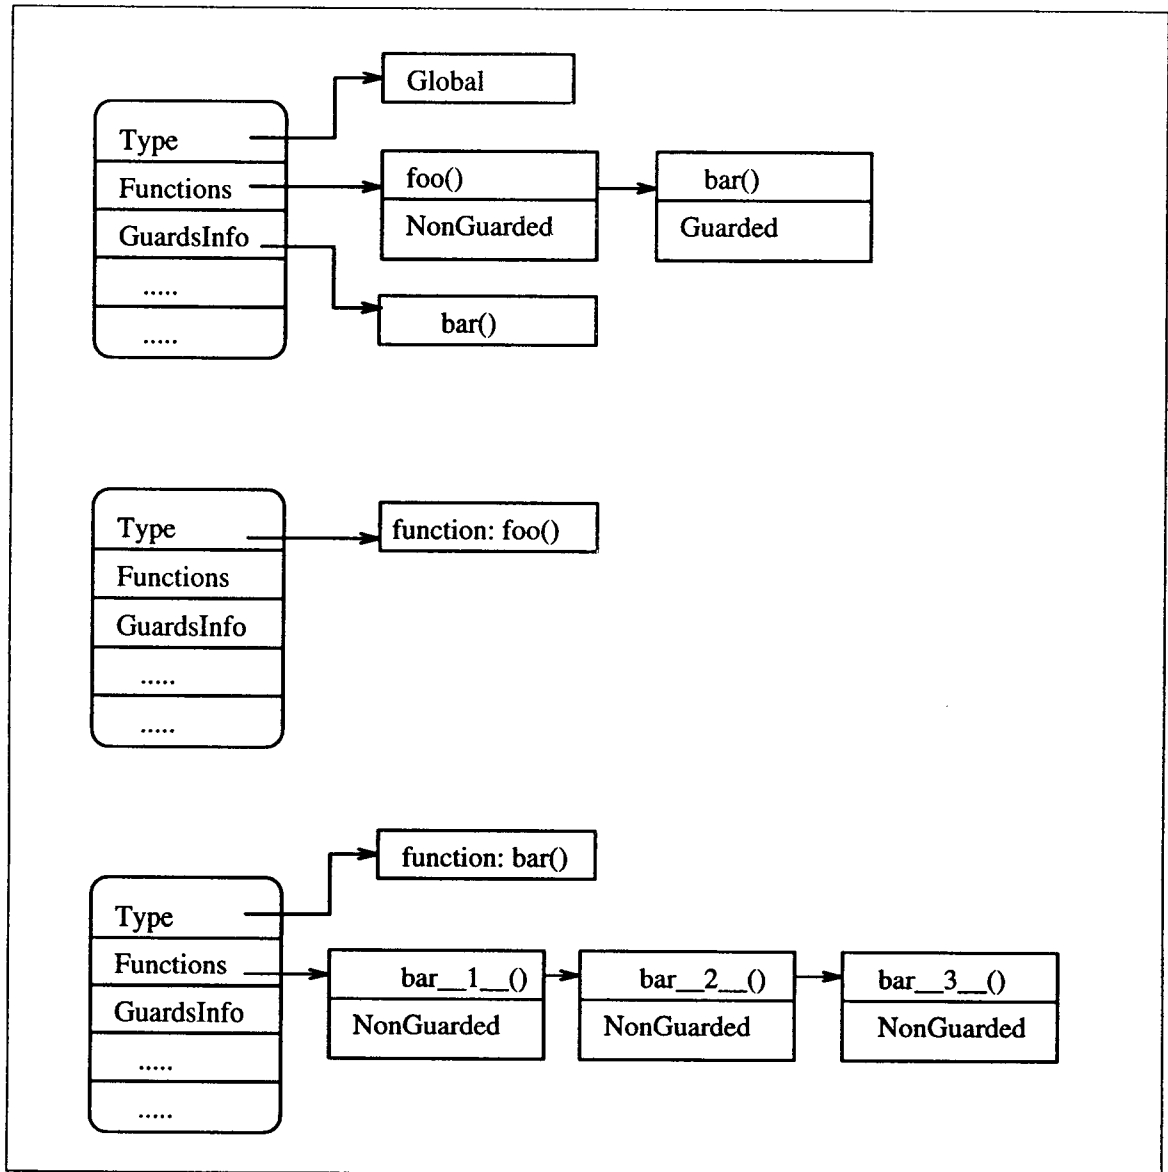 Global
Type
Functions
GuardsInfo
.....
.....
foo()
NonGuarded
bar()
Guarded
bar()
Type
Functions
GuardsInfo
.....
.....
function: foo()
function: bar()
Type
Functions
GuardsInfo
.....
.....
bar__1__()
NonGuarded
bar__2__()
NonGuarded
bar__3__()
NonGuarded